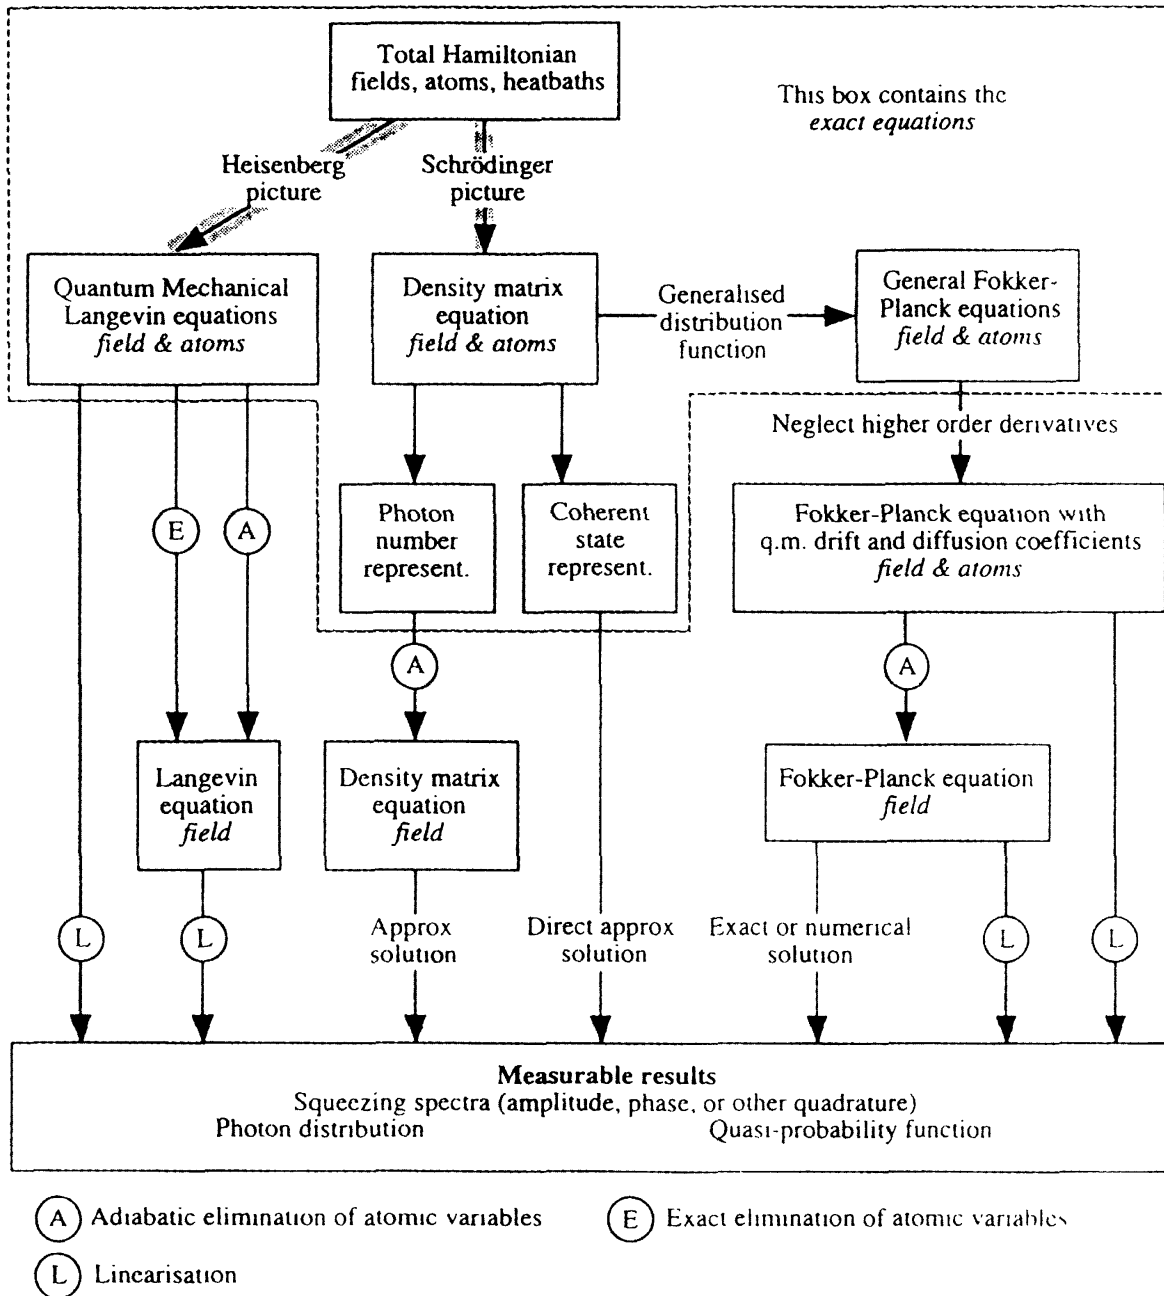 Total Hamiltonian
fields, atoms, heatbaths
This box contains the
exact equations
Heisenberg
picture
Schrödinger
picture
Quantum Mechanical
Langevin equations
field & atoms
Density matrix
equation
field & atoms
Generalised
distribution
function
General Fokker-
Planck equations
field & atoms
Neglect higher order derivatives
E
A
Photon
number
represent.
Coherent
state
represent.
Fokker-Planck equation with
q.m. drift and diffusion coefficients
field & atoms
A
A
Langevin
equation
field
Density matrix
equation
field
Fokker-Planck equation
field
L
L
Approx
solution
Direct approx
solution
Exact or numerical
solution
L
L
Measurable results
Squeezing spectra (amplitude, phase, or other quadrature)
Photon distribution
Quasi-probability function
A Adiabatic elimination of atomic variables
E Exact elimination of atomic variables
L Linearisation